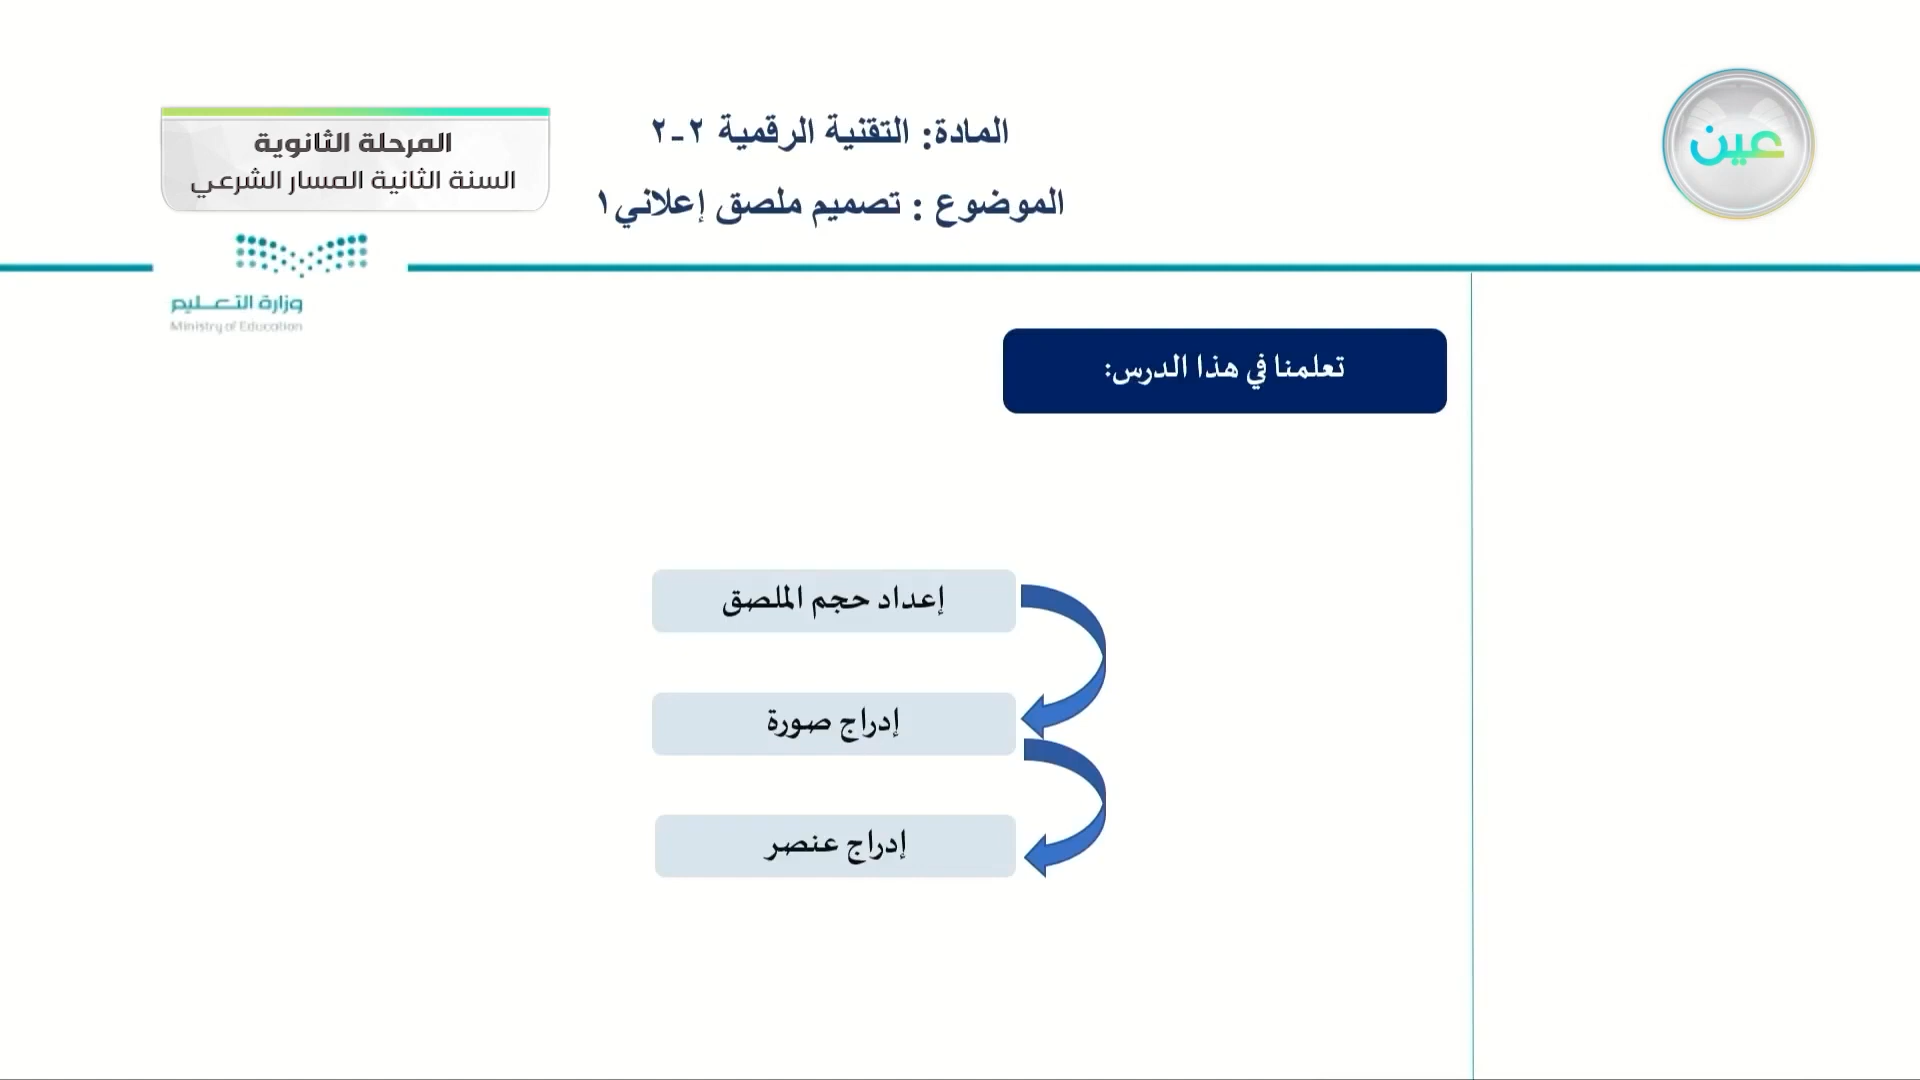 عين
المادة: التقنية الرقمية ٢-٢
الموضوع : تصميم ملصق إعلاني١
المرحلة الثانوية
السنة الثانية المسار الشرعي
وزارة التعـليم
Ministry of Education
تعلمنا في هذا الدرس:
إعداد حجم الملصق
إدراج صورة
إدراج عنصر